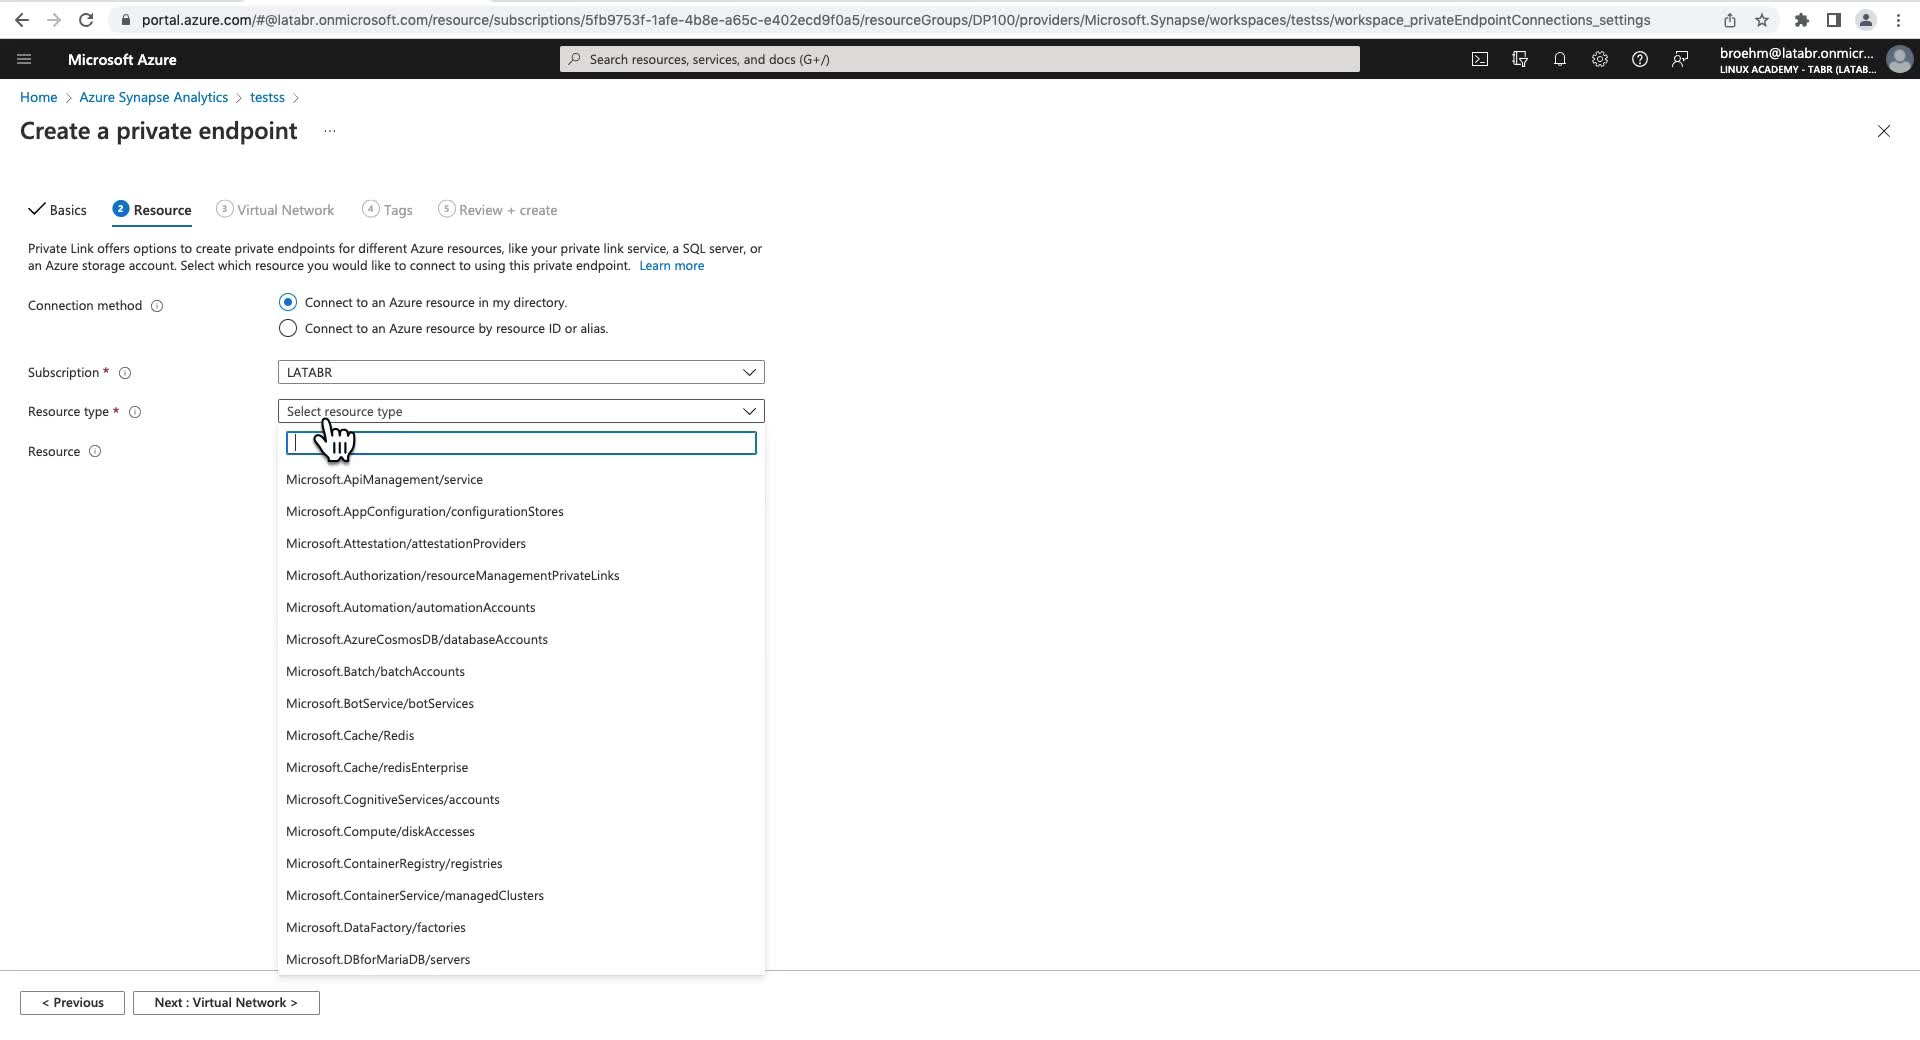 portal.azure.com/#@latabr.onmicrosoft.com/resource/subscriptions/5fb9753f-1afe-4b8e-a65c-e402ecd9f0a5/resourceGroups/DP100/providers/Microsoft.Synapse/workspaces/testss/workspace_privateEndpointConnections_settings
Microsoft Azure
Search resources, services, and docs (G+/)
broehm@latabr.onmicr...
LINUX ACADEMY - TABR (LATAB...
Home > Azure Synapse Analytics > testss >
Create a private endpoint ...
Basics 2 Resource 3 Virtual Network 4 Tags 5 Review + create
Private Link offers options to create private endpoints for different Azure resources, like your private link service, a SQL server, or
an Azure storage account. Select which resource you would like to connect to using this private endpoint. Learn more
Connection method
Connect to an Azure resource in my directory.
Connect to an Azure resource by resource ID or alias.
Subscription *
LATABR
Resource type *
Select resource type
Resource
Microsoft.ApiManagement/service
Microsoft.AppConfiguration/configurationStores
Microsoft.Attestation/attestationProviders
Microsoft.Authorization/resourceManagementPrivateLinks
Microsoft.Automation/automationAccounts
Microsoft.AzureCosmosDB/databaseAccounts
Microsoft.Batch/batchAccounts
Microsoft.BotService/botServices
Microsoft.Cache/Redis
Microsoft.Cache/redisEnterprise
Microsoft.CognitiveServices/accounts
Microsoft.Compute/diskAccesses
Microsoft.ContainerRegistry/registries
Microsoft.ContainerService/managedClusters
Microsoft.DataFactory/factories
Microsoft.DBforMariaDB/servers
< Previous
Next : Virtual Network >